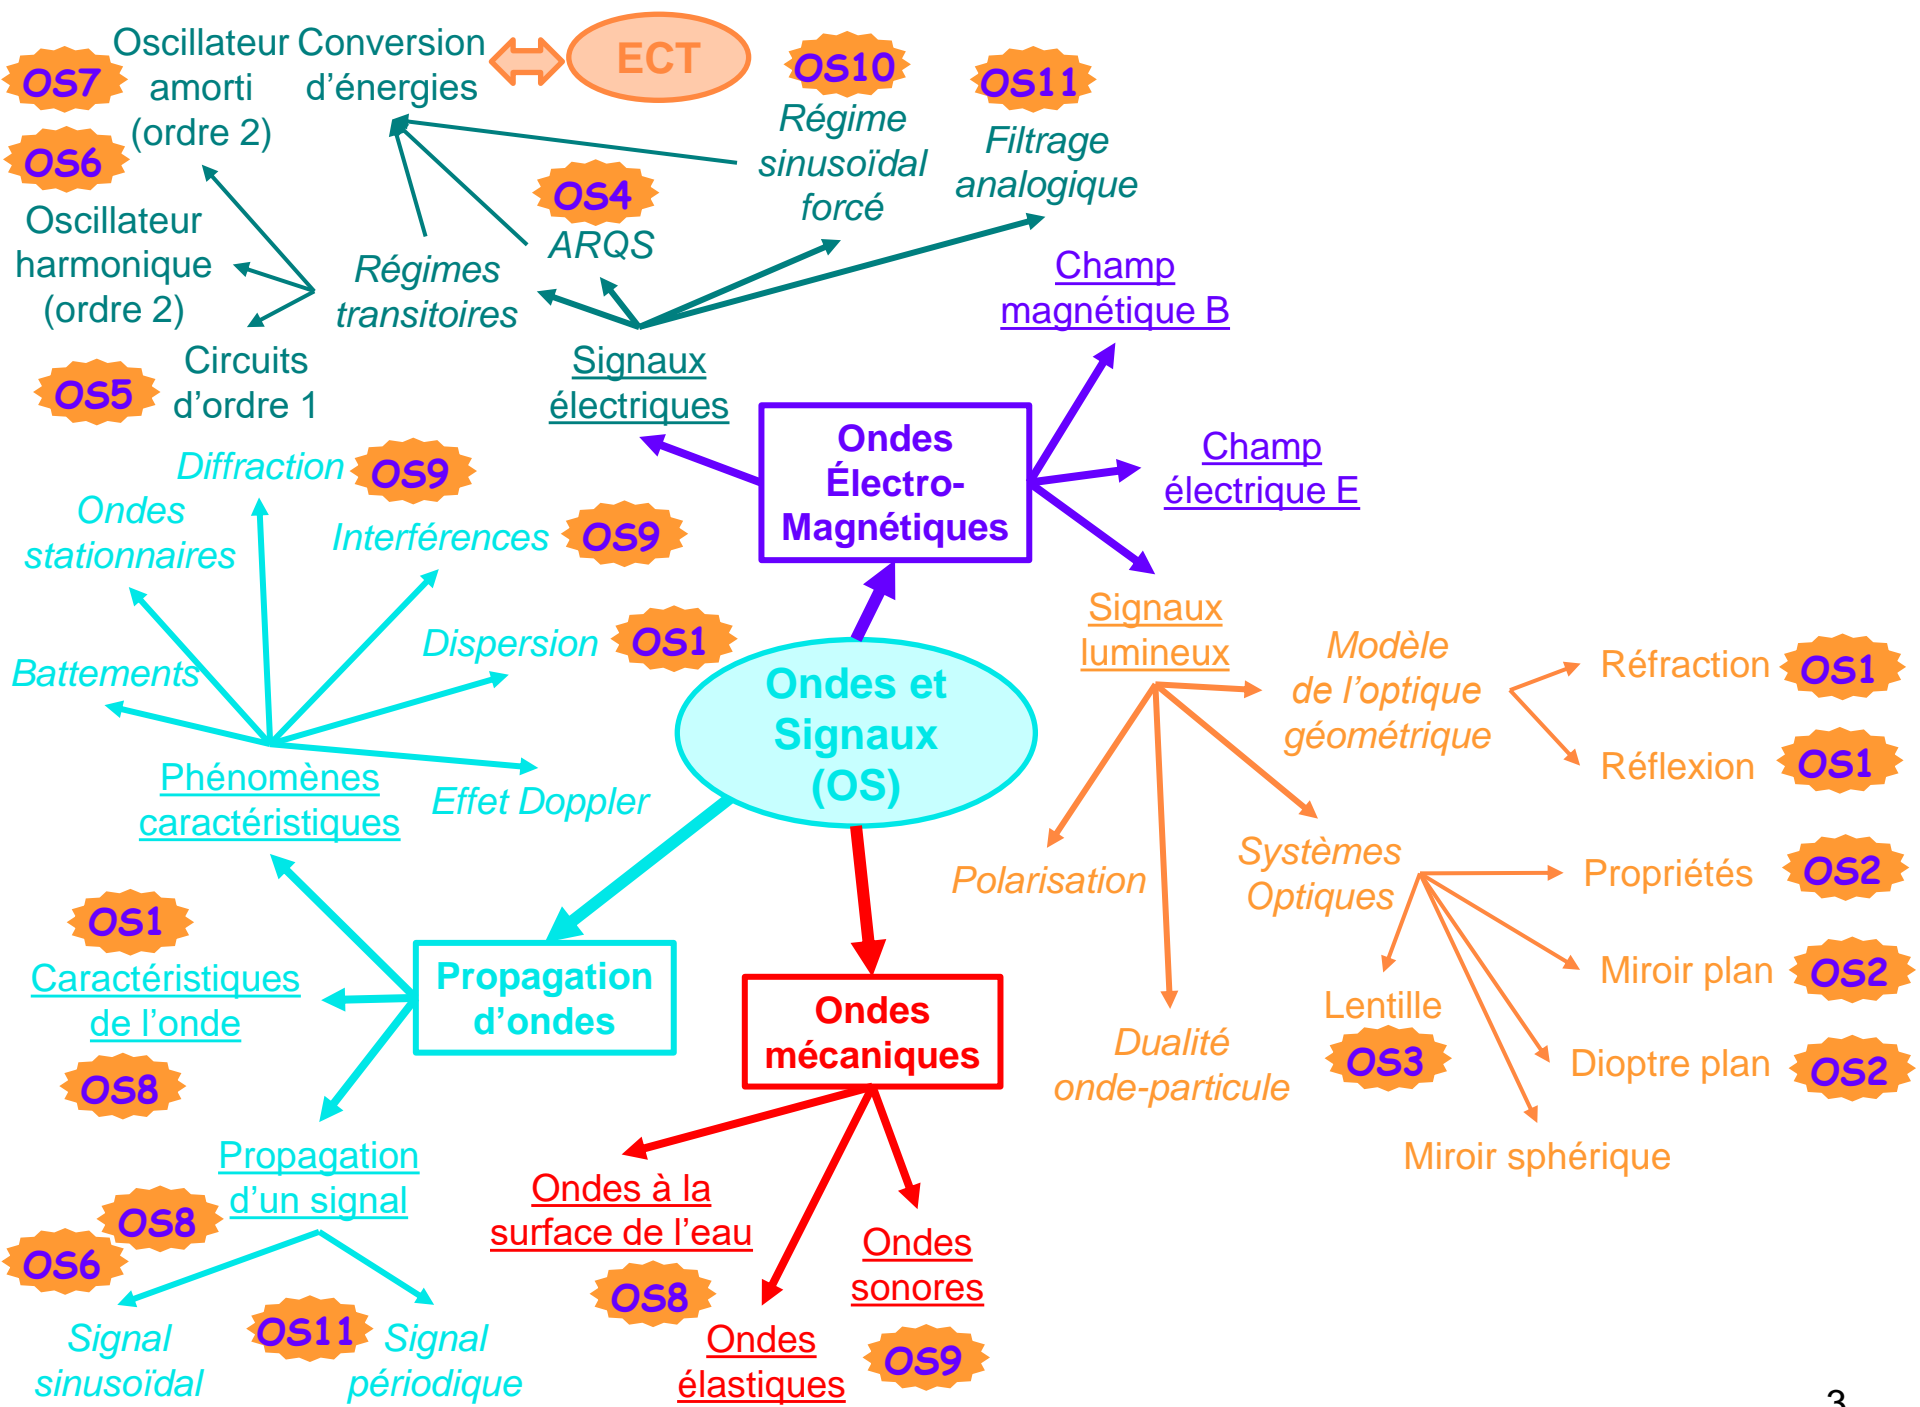 OS7
Oscillateur
amorti
(ordre 2)
Conversion
d'énergies
ECT
OS10
Régime
sinusoïdal
forcé
OS11
Filtrage
analogique
OS6
Oscillateur
harmonique
(ordre 2)
OS4
ARQS
Régimes
transitoires
Champ
magnétique B
OS5
Circuits
d'ordre 1
Signaux
électriques
Ondes
Électro-
Magnétiques
Champ
électrique E
Diffraction
OS9
Ondes
stationnaires
Interférences
OS9
Dispersion
OS1
Battements
Phénomènes
caractéristiques
Effet Doppler
Ondes et
Signaux
(OS)
Signaux
lumineux
Modèle
de l'optique
géométrique
Réfraction
OS1
Réflexion
OS1
Polarisation
Systèmes
Optiques
Propriétés
OS2
Miroir plan
OS2
Lentille
OS3
Dioptre plan
OS2
Miroir sphérique
Dualité
onde-particule
OS1
Caractéristiques
de l'onde
OS8
Propagation
d'ondes
Ondes
mécaniques
Propagation
d'un signal
OS8
OS6
Signal
sinusoïdal
OS11
Signal
périodique
Ondes à la
surface de l'eau
OS8
Ondes
élastiques
Ondes
sonores
OS9
3